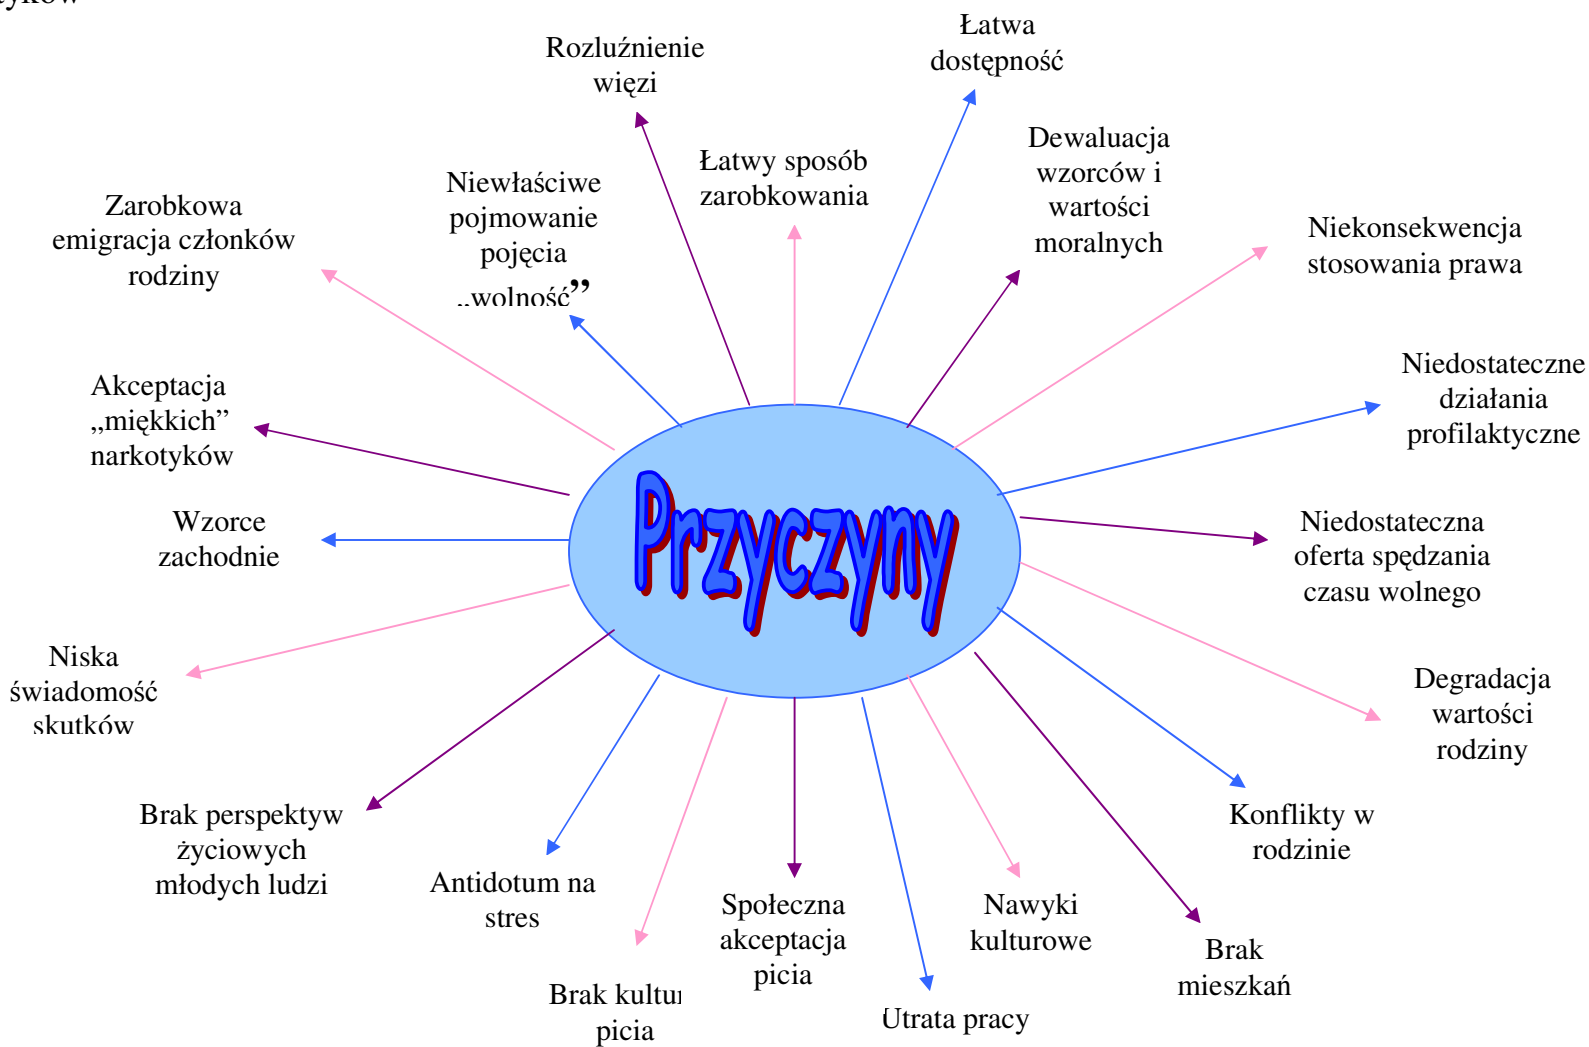 Łatwa
dostępność
Rozluźnienie
więzi
Łatwy sposób
zarobkowania
Dewaluacja
wzorców i
wartości
moralnych
Niewłaściwe
pojmowanie
pojęcia
„wolność”
Zarobkowa
emigracja członków
rodziny
Niekonsekwencja
stosowania prawa
Akceptacja
„miękkich”
narkotyków
Niedostateczne
działania
profilaktyczne
Przyczyny
Wzorce
zachodnie
Niedostateczna
oferta spędzania
czasu wolnego
Niska
świadomość
skutków
Degradacja
wartości
rodziny
Brak perspektyw
życiowych
młodych ludzi
Konflikty w
rodzinie
Antidotum na
stres
Społeczna
akceptacja
picia
Nawyki
kulturowe
Brak
mieszkań
Brak kultur
picia
Utrata pracy